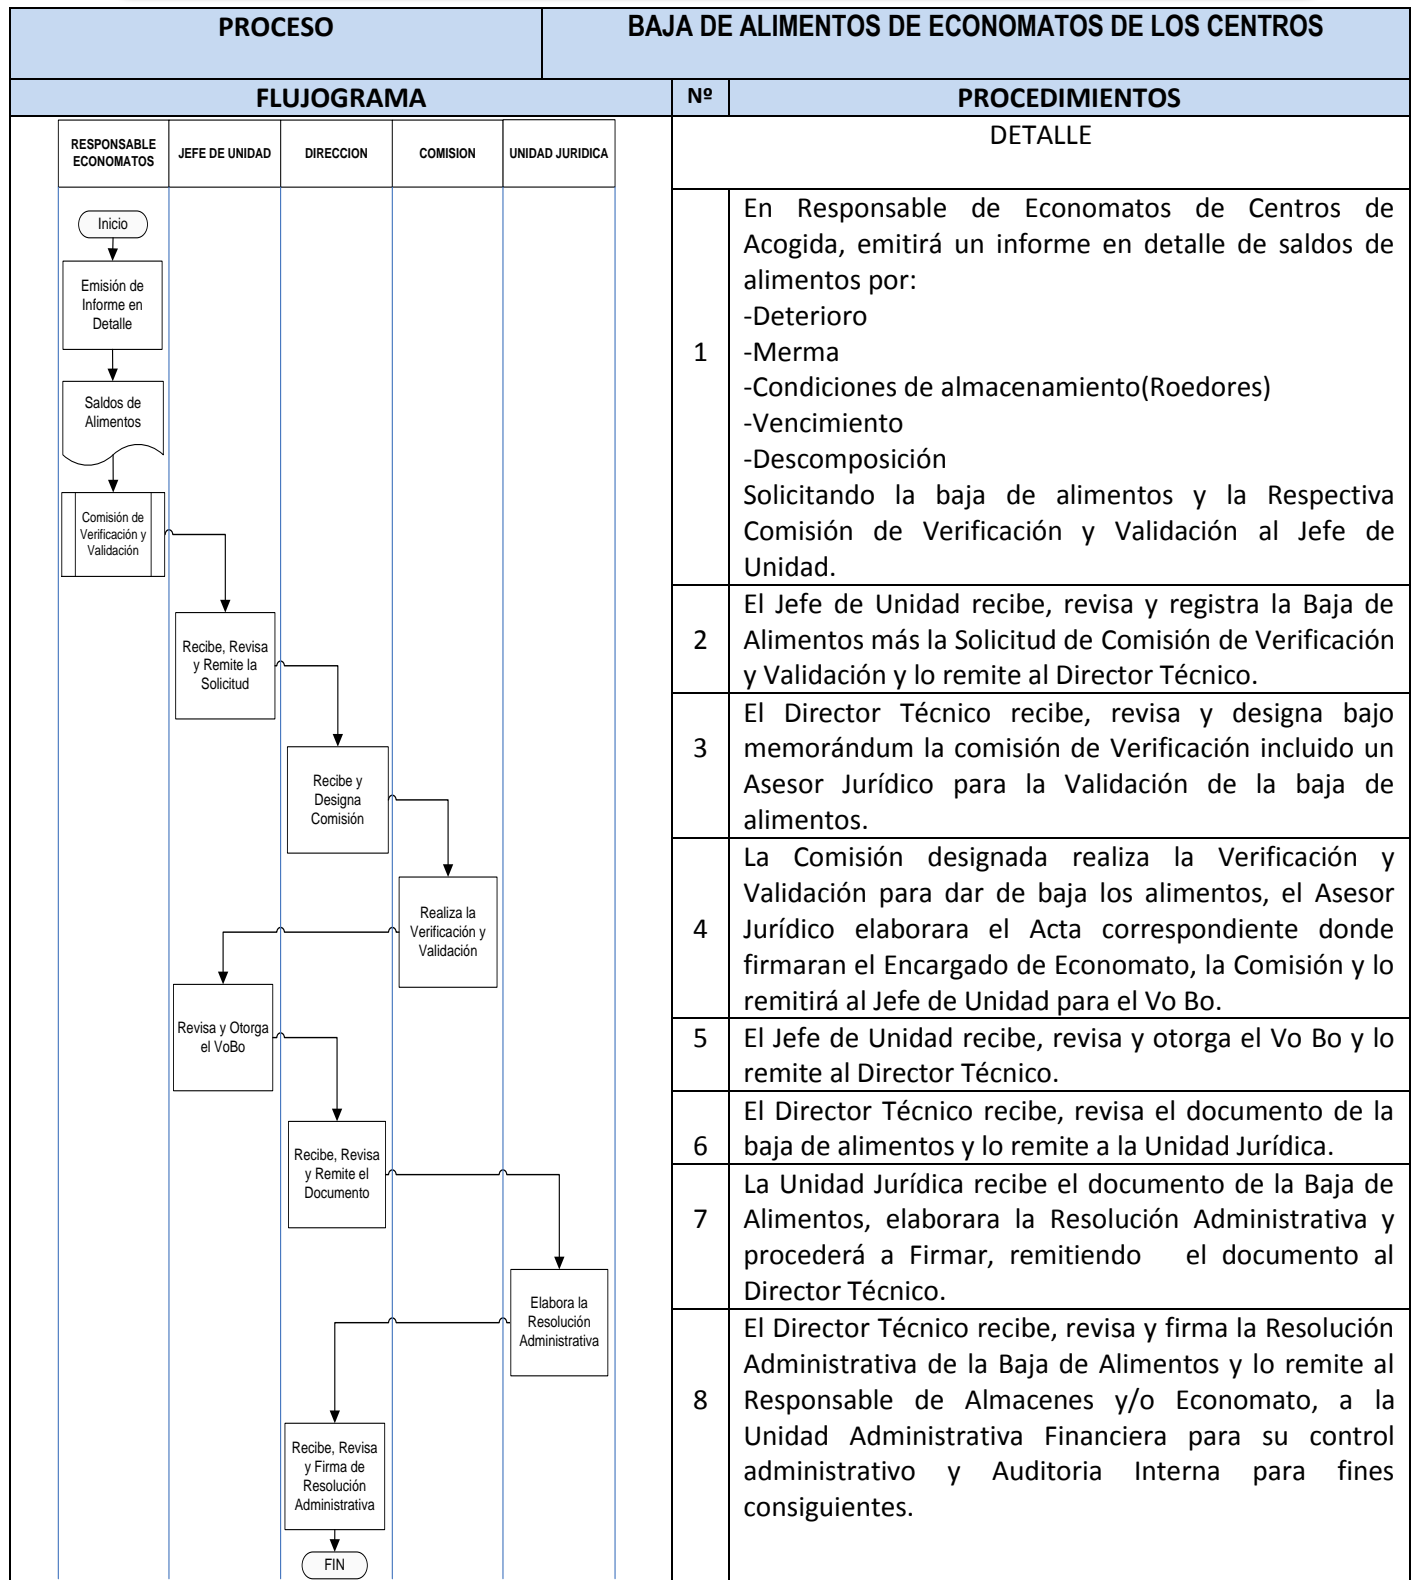 PROCESO
BAJA DE ALIMENTOS DE ECONOMATOS DE LOS CENTROS
FLUJOGRAMA
Nº
PROCEDIMIENTOS
RESPONSABLE
ECONOMATOS
JEFE DE UNIDAD
DIRECCION
COMISION
UNIDAD JURIDICA
Inicio
Emisión de
Informe en
Detalle
Saldos de
Alimentos
Comisión de
Verificación y
Validación
Recibe, Revisa
y Remite la
Solicitud
Recibe y
Designa
Comisión
Realiza la
Verificación y
Validación
Revisa y Otorga
el VoBo
Recibe, Revisa
y Remite el
Documento
Elabora la
Resolución
Administrativa
Recibe, Revisa
y Firma de
Resolución
Administrativa
FIN
DETALLE
1
En Responsable de Economatos de Centros de
Acogida, emitirá un informe en detalle de saldos de
alimentos por:
-Deterioro
-Merma
-Condiciones de almacenamiento(Roedores)
-Vencimiento
-Descomposición
Solicitando la baja de alimentos y la Respectiva
Comisión de Verificación y Validación al Jefe de
Unidad.
2
El Jefe de Unidad recibe, revisa y registra la Baja de
Alimentos más la Solicitud de Comisión de Verificación
y Validación y lo remite al Director Técnico.
3
El Director Técnico recibe, revisa y designa bajo
memorándum la comisión de Verificación incluido un
Asesor Jurídico para la Validación de la baja de
alimentos.
4
La Comisión designada realiza la Verificación y
Validación para dar de baja los alimentos, el Asesor
Jurídico elaborara el Acta correspondiente donde
firmaran el Encargado de Economato, la Comisión y lo
remitirá al Jefe de Unidad para el Vo Bo.
5
El Jefe de Unidad recibe, revisa y otorga el Vo Bo y lo
remite al Director Técnico.
6
El Director Técnico recibe, revisa el documento de la
baja de alimentos y lo remite a la Unidad Jurídica.
7
La Unidad Jurídica recibe el documento de la Baja de
Alimentos, elaborara la Resolución Administrativa y
procederá a Firmar, remitiendo el documento al
Director Técnico.
8
El Director Técnico recibe, revisa y firma la Resolución
Administrativa de la Baja de Alimentos y lo remite al
Responsable de Almacenes y/o Economato, a la
Unidad Administrativa Financiera para su control
administrativo y Auditoria Interna para fines
consiguientes.